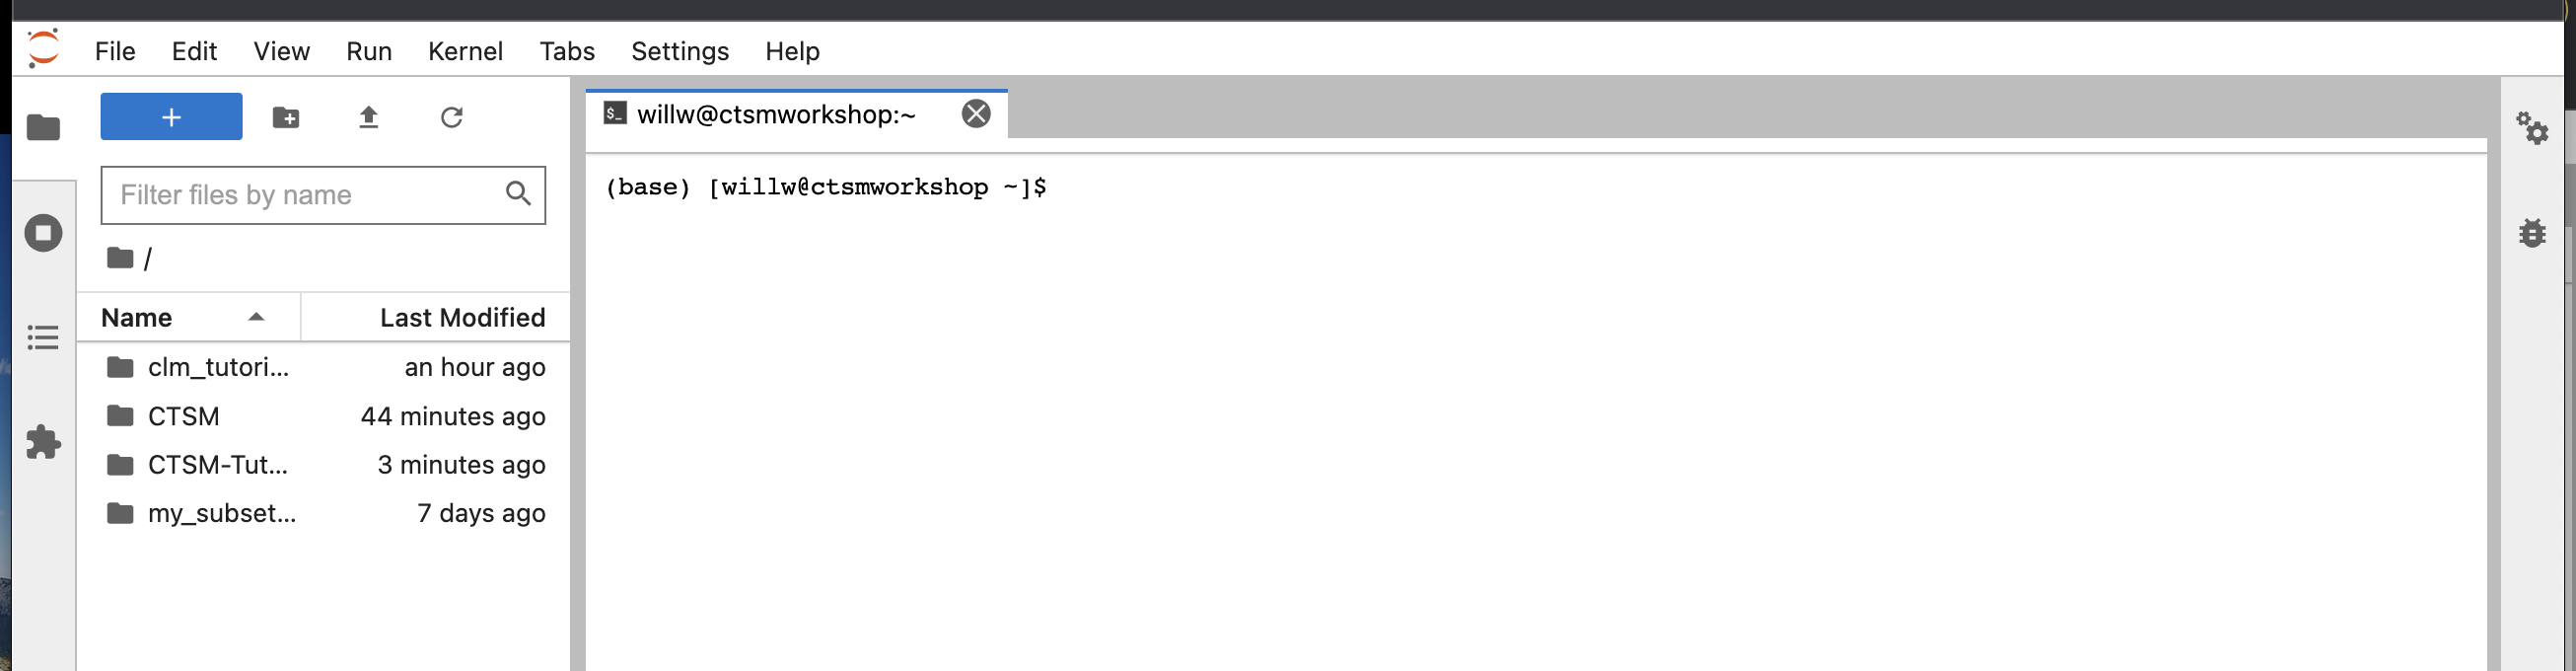 File Edit View Run Kernel Tabs Settings Help
+
Filter files by name
/
Name Last Modified
clm_tutori... an hour ago
CTSM 44 minutes ago
CTSM-Tut... 3 minutes ago
my_subset... 7 days ago
$_ willw@ctsmworkshop:~
(base) [willw@ctsmworkshop ~]$